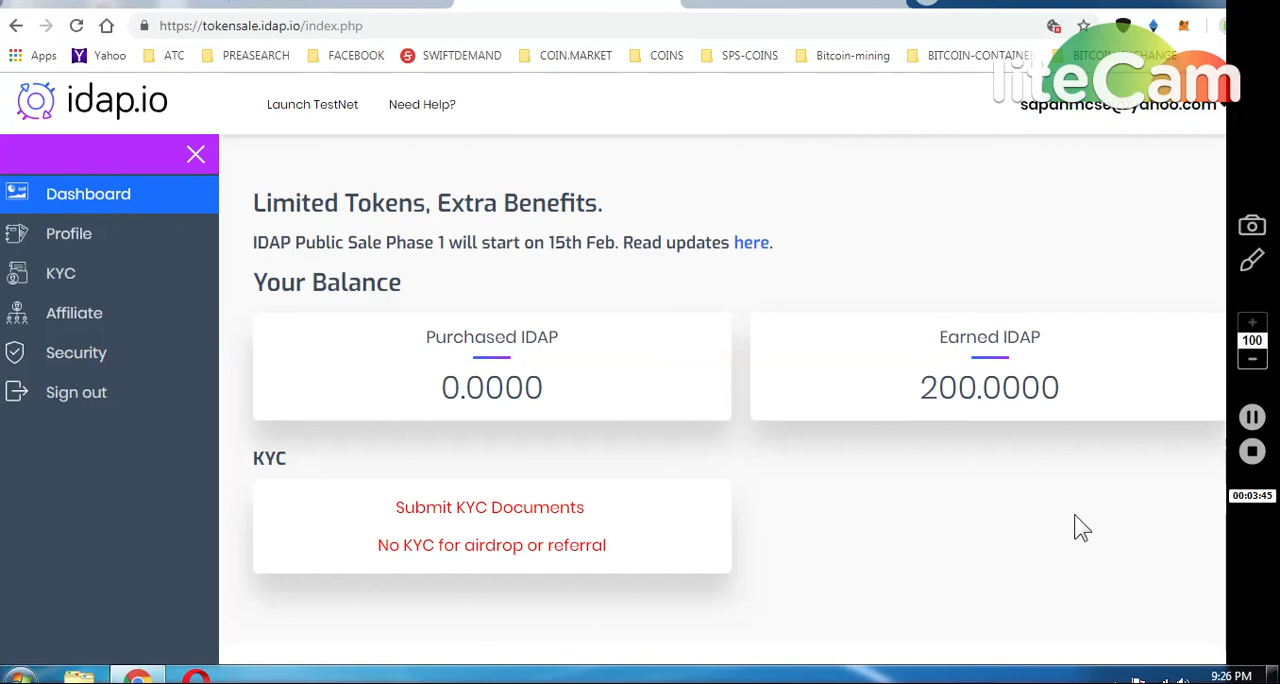 https://tokensale.idap.io/index.php
Apps Yahoo ATC PREASEARCH FACEBOOK SWIFTDEMAND COIN.MARKET COINS SPS-COINS Bitcoin-mining BITCOIN-CONTAINE BITCOIN-EXCHANGE
liteCam
idap.io
Launch TestNet Need Help?
Dashboard
Profile
KYC
Affiliate
Security
Sign out
Limited Tokens, Extra Benefits.
IDAP Public Sale Phase 1 will start on 15th Feb. Read updates here.
Your Balance
Purchased IDAP
0.0000
Earned IDAP
200.0000
KYC
Submit KYC Documents
No KYC for airdrop or referral
100
00:03:45
9:26 PM